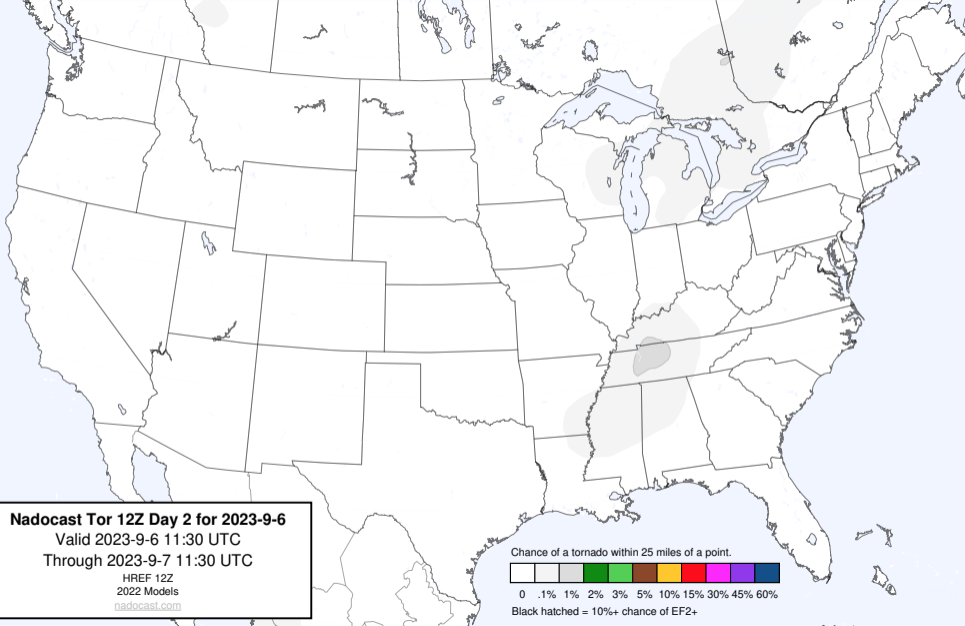 Nadocast Tor 12Z Day 2 for 2023-9-6
Valid 2023-9-6 11:30 UTC
Through 2023-9-7 11:30 UTC
HREF 12Z
2022 Models
nadocast.com
Chance of a tornado within 25 miles of a point.
0 .1% 1% 2% 3% 5% 10% 15% 30% 45% 60%
Black hatched = 10%+ chance of EF2+